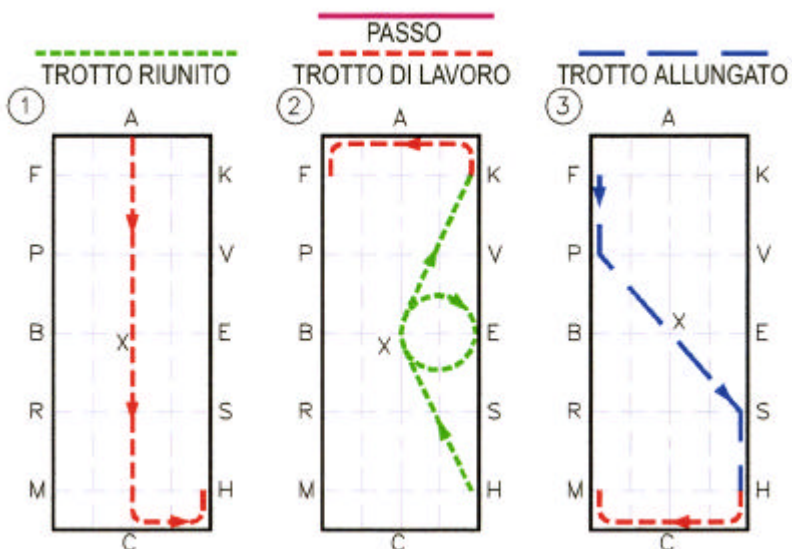 PASSO
TROTTO RIUNITO TROTTO DI LAVORO TROTTO ALLUNGATO
1 A 2 A 3 A
F K F K F K
P V P V P V
B X E B X E B X E
R S R S R S
M H M H M H
C C C